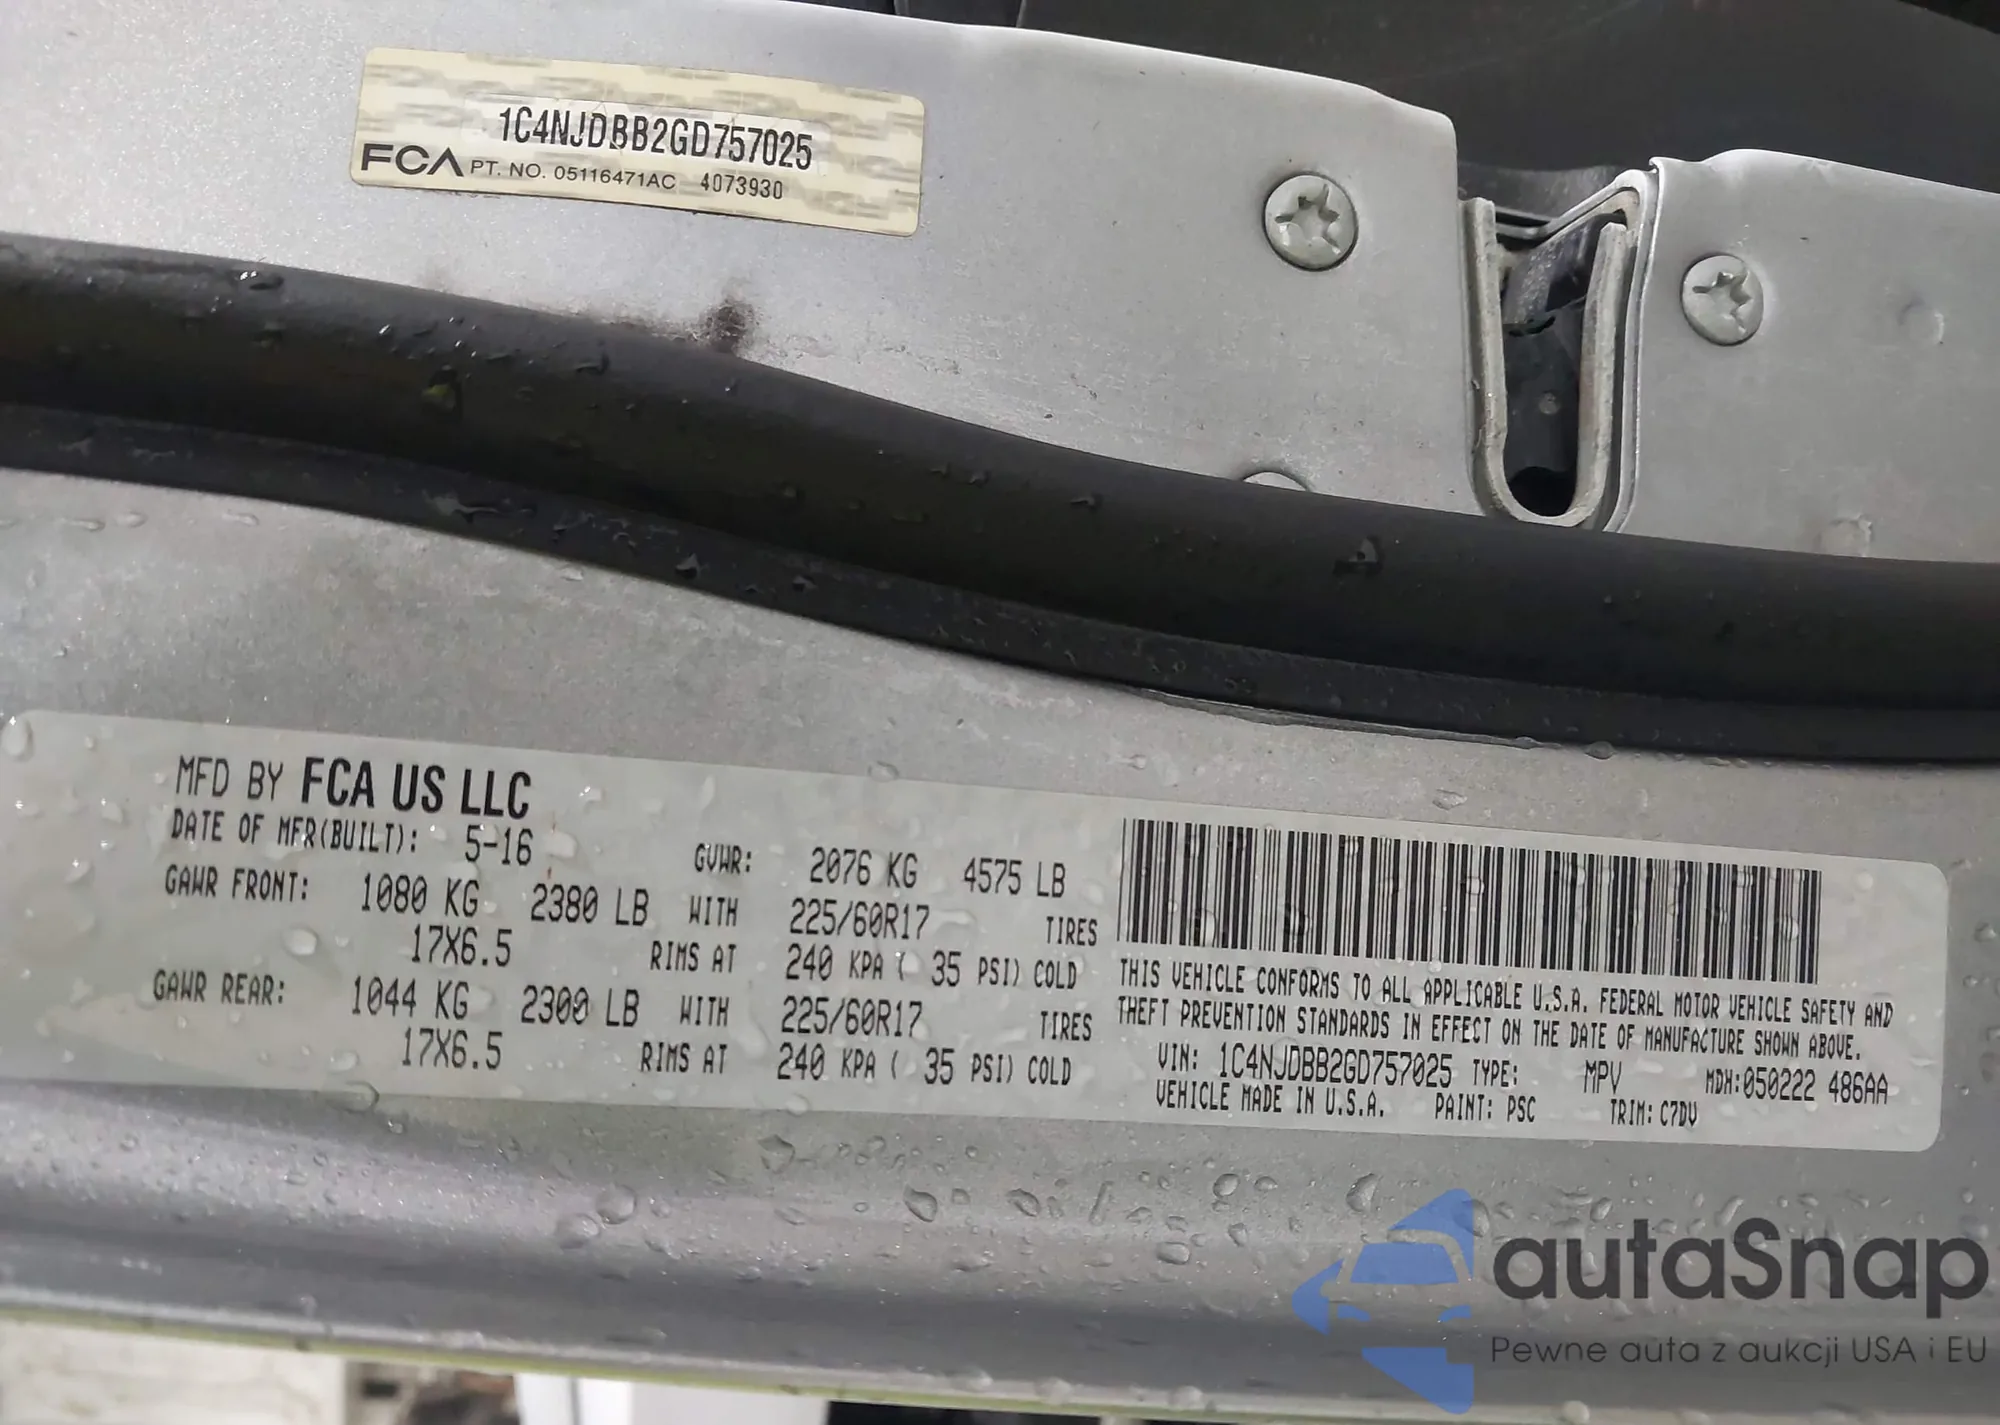 1C4NJDBB2GD757025
FCA PT. NO. 05116471AC 4073930
MFD BY FCA US LLC
DATE OF MFR(BUILT): 5-16 GVWR: 2076 KG 4575 LB
GAWR FRONT: 1080 KG 2380 LB WITH 225/60R17 TIRES
17X6.5 RIMS AT 240 KPA ( 35 PSI) COLD
GAWR REAR: 1044 KG 2300 LB WITH 225/60R17 TIRES
17X6.5 RIMS AT 240 KPA ( 35 PSI) COLD
THIS VEHICLE CONFORMS TO ALL APPLICABLE U.S.A. FEDERAL MOTOR VEHICLE SAFETY AND
THEFT PREVENTION STANDARDS IN EFFECT ON THE DATE OF MANUFACTURE SHOWN ABOVE.
VIN: 1C4NJDBB2GD757025 TYPE: MPV MDH:050222 486AA
VEHICLE MADE IN U.S.A. PAINT: PSC TRIM: C7DV
autaSnap
Pewne auta z aukcji USA i EU